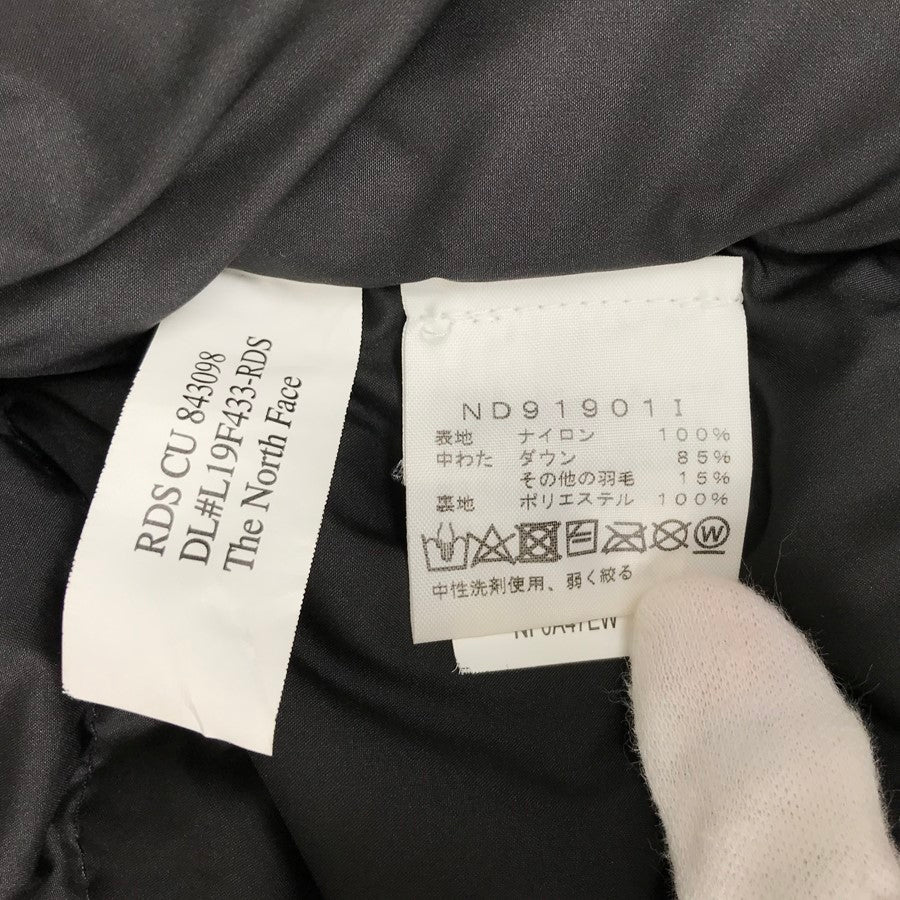 RDS CU 843098
DL#L19F433-RDS
The North Face
ND91901I
表地 ナイロン 100%
中わた ダウン 85%
その他の羽毛 15%
裏地 ポリエステル 100%
W
中性洗剤使用、弱く絞る